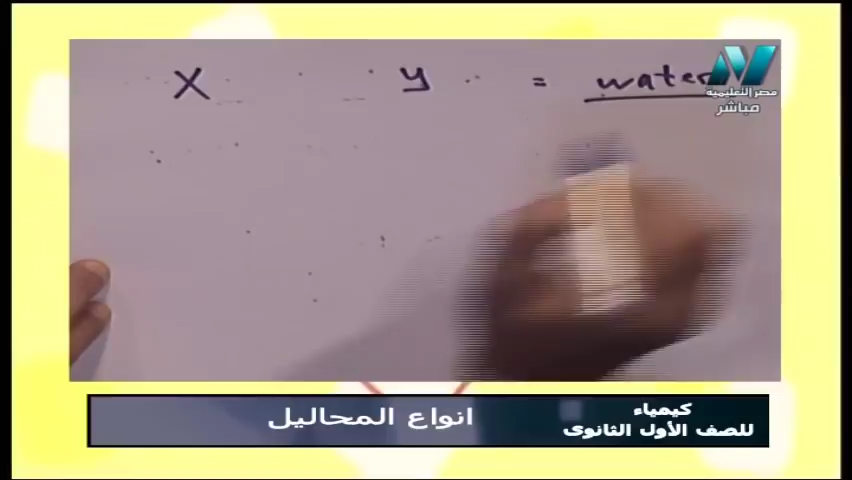 X y = water
مصر التعليمية
مباشر
كيمياء
للصف الأول الثانوى
انواع المحاليل